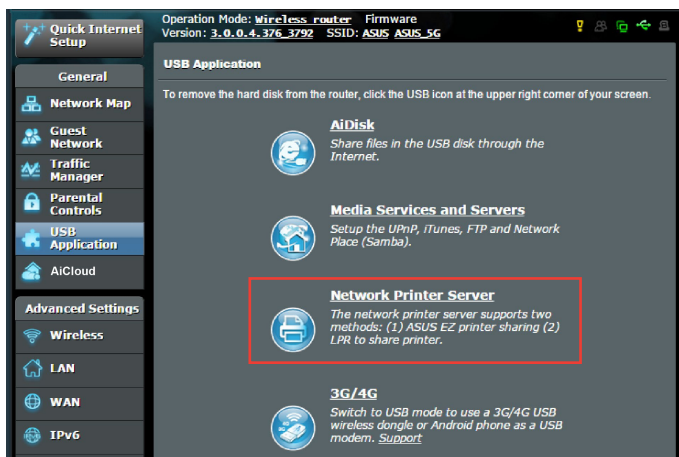 Quick Internet
Setup
Operation Mode: Wireless router Firmware
Version: 3.0.0.4.376_3792 SSID: ASUS ASUS_5G
General
Network Map
Guest
Network
Traffic
Manager
Parental
Controls
USB
Application
AiCloud
Advanced Settings
Wireless
LAN
WAN
IPv6
USB Application
To remove the hard disk from the router, click the USB icon at the upper right corner of your screen.
AiDisk
Share files in the USB disk through the
Internet.
Media Services and Servers
Setup the UPnP, iTunes, FTP and Network
Place (Samba).
Network Printer Server
The network printer server supports two
methods: (1) ASUS EZ printer sharing (2)
LPR to share printer.
3G/4G
Switch to USB mode to use a 3G/4G USB
wireless dongle or Android phone as a USB
modem. Support